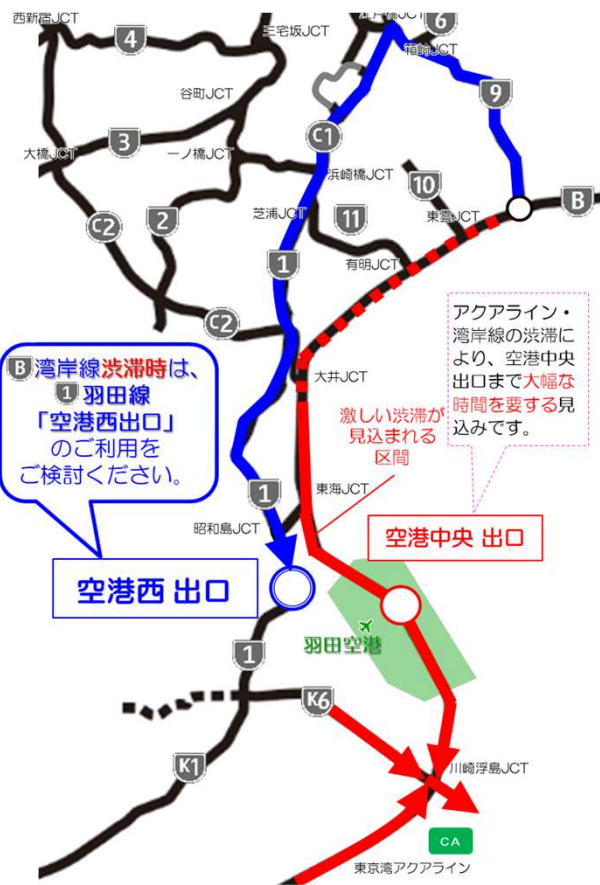 西新宿JCT
4
三宅坂JCT
江戸橋JCT
6
箱崎JCT
谷町JCT
9
3
C1
大橋JCT
一ノ橋JCT
浜崎橋JCT
10
B
C2
2
芝浦JCT
11
東雲JCT
1
有明JCT
C2
大井JCT
アクアライン・
湾岸線の渋滞に
より、空港中央
出口まで大幅な
時間を要する見
込みです。
B 湾岸線渋滞時は、
1 羽田線
「空港西出口」
のご利用を
ご検討ください。
激しい渋滞が
見込まれる
区間
1
東海JCT
昭和島JCT
空港中央 出口
空港西 出口
羽田空港
1
K6
K1
川崎浮島JCT
CA
東京湾アクアライン